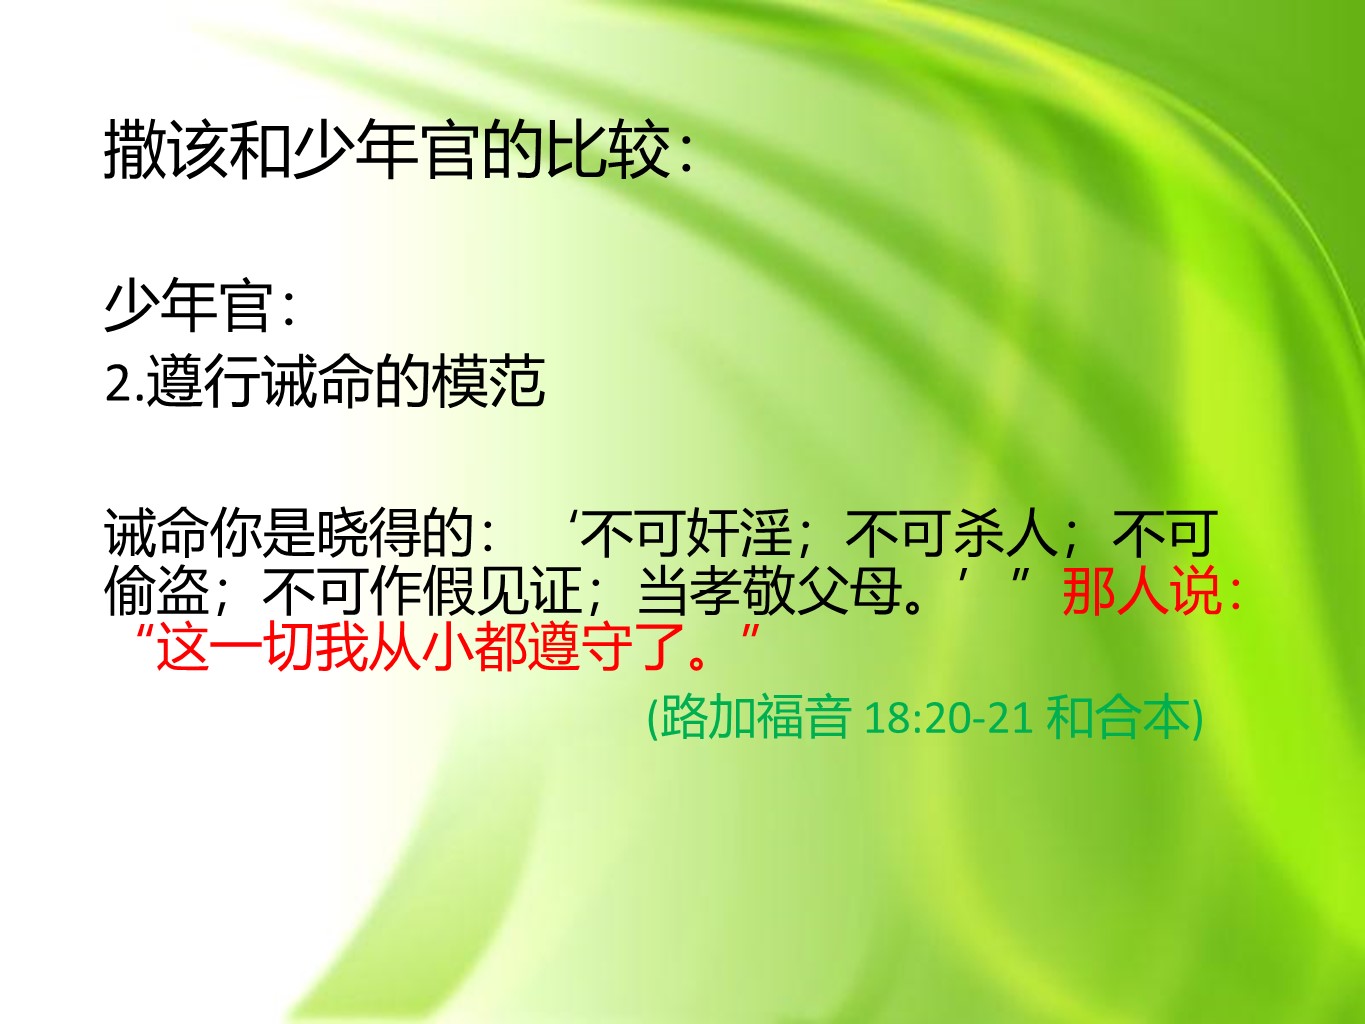 撒该和少年官的比较：
少年官：
2.遵行诫命的模范
诫命你是晓得的：‘不可奸淫；不可杀人；不可
偷盗；不可作假见证；当孝敬父母。’”那人说：
“这一切我从小都遵守了。”
(路加福音 18:20-21 和合本)